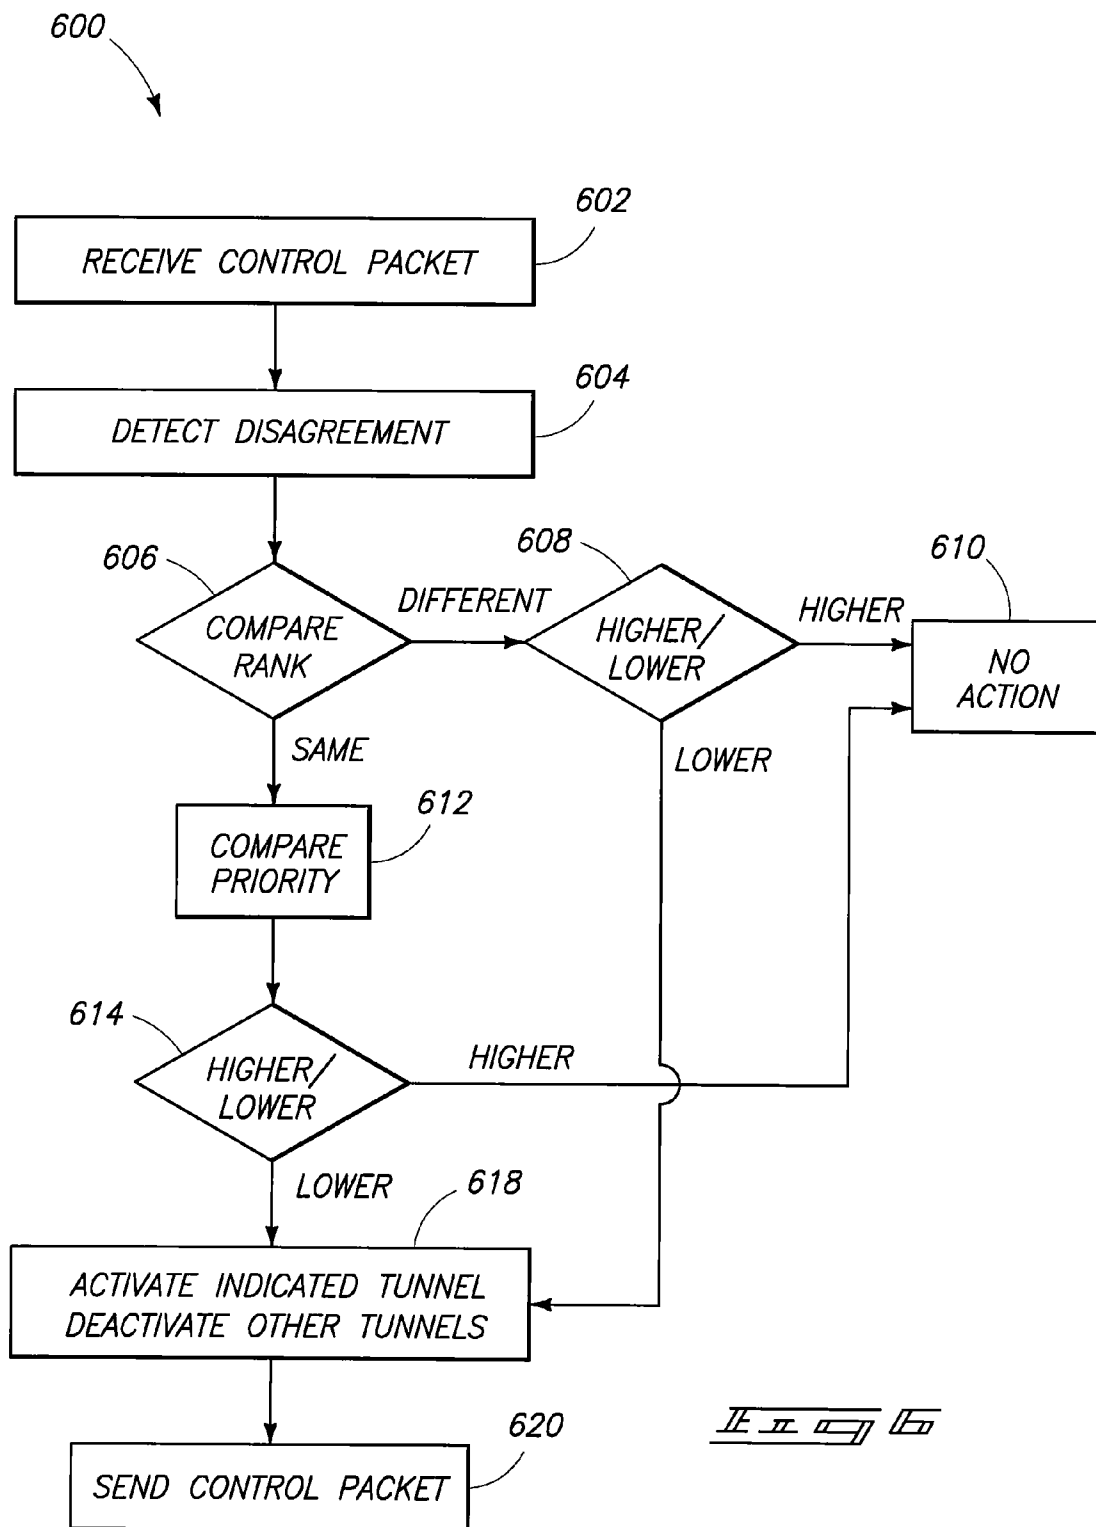 600
602
RECEIVE CONTROL PACKET
604
DETECT DISAGREEMENT
606
COMPARE
RANK
DIFFERENT
608
HIGHER/
LOWER
HIGHER
610
NO
ACTION
SAME
LOWER
612
COMPARE
PRIORITY
614
HIGHER/
LOWER
HIGHER
LOWER
618
ACTIVATE INDICATED TUNNEL
DEACTIVATE OTHER TUNNELS
620
SEND CONTROL PACKET
Fig 6